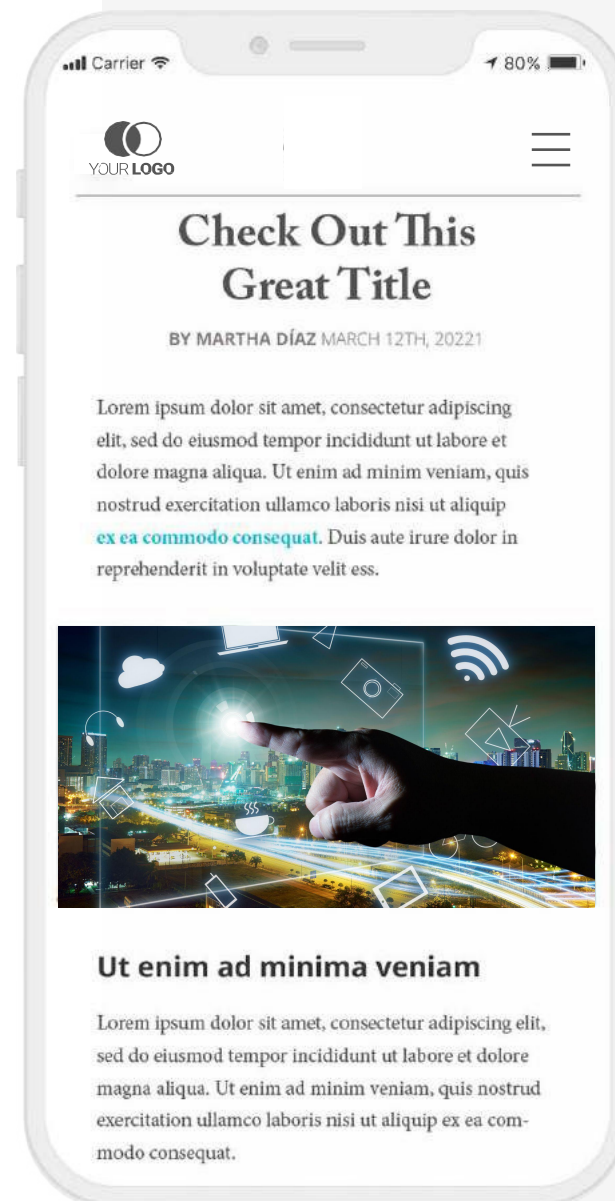 Carrier 80%
YOUR LOGO
Check Out This
Great Title
BY MARTHA DÍAZ MARCH 12TH, 20221
Lorem ipsum dolor sit amet, consectetur adipiscing
elit, sed do eiusmod tempor incididunt ut labore et
dolore magna aliqua. Ut enim ad minim veniam, quis
nostrud exercitation ullamco laboris nisi ut aliquip
ex ea commodo consequat. Duis aute irure dolor in
reprehenderit in voluptate velit ess.
Ut enim ad minima veniam
Lorem ipsum dolor sit amet, consectetur adipiscing elit,
sed do eiusmod tempor incididunt ut labore et dolore
magna aliqua. Ut enim ad minim veniam, quis nostrud
exercitation ullamco laboris nisi ut aliquip ex ea com-
modo consequat.